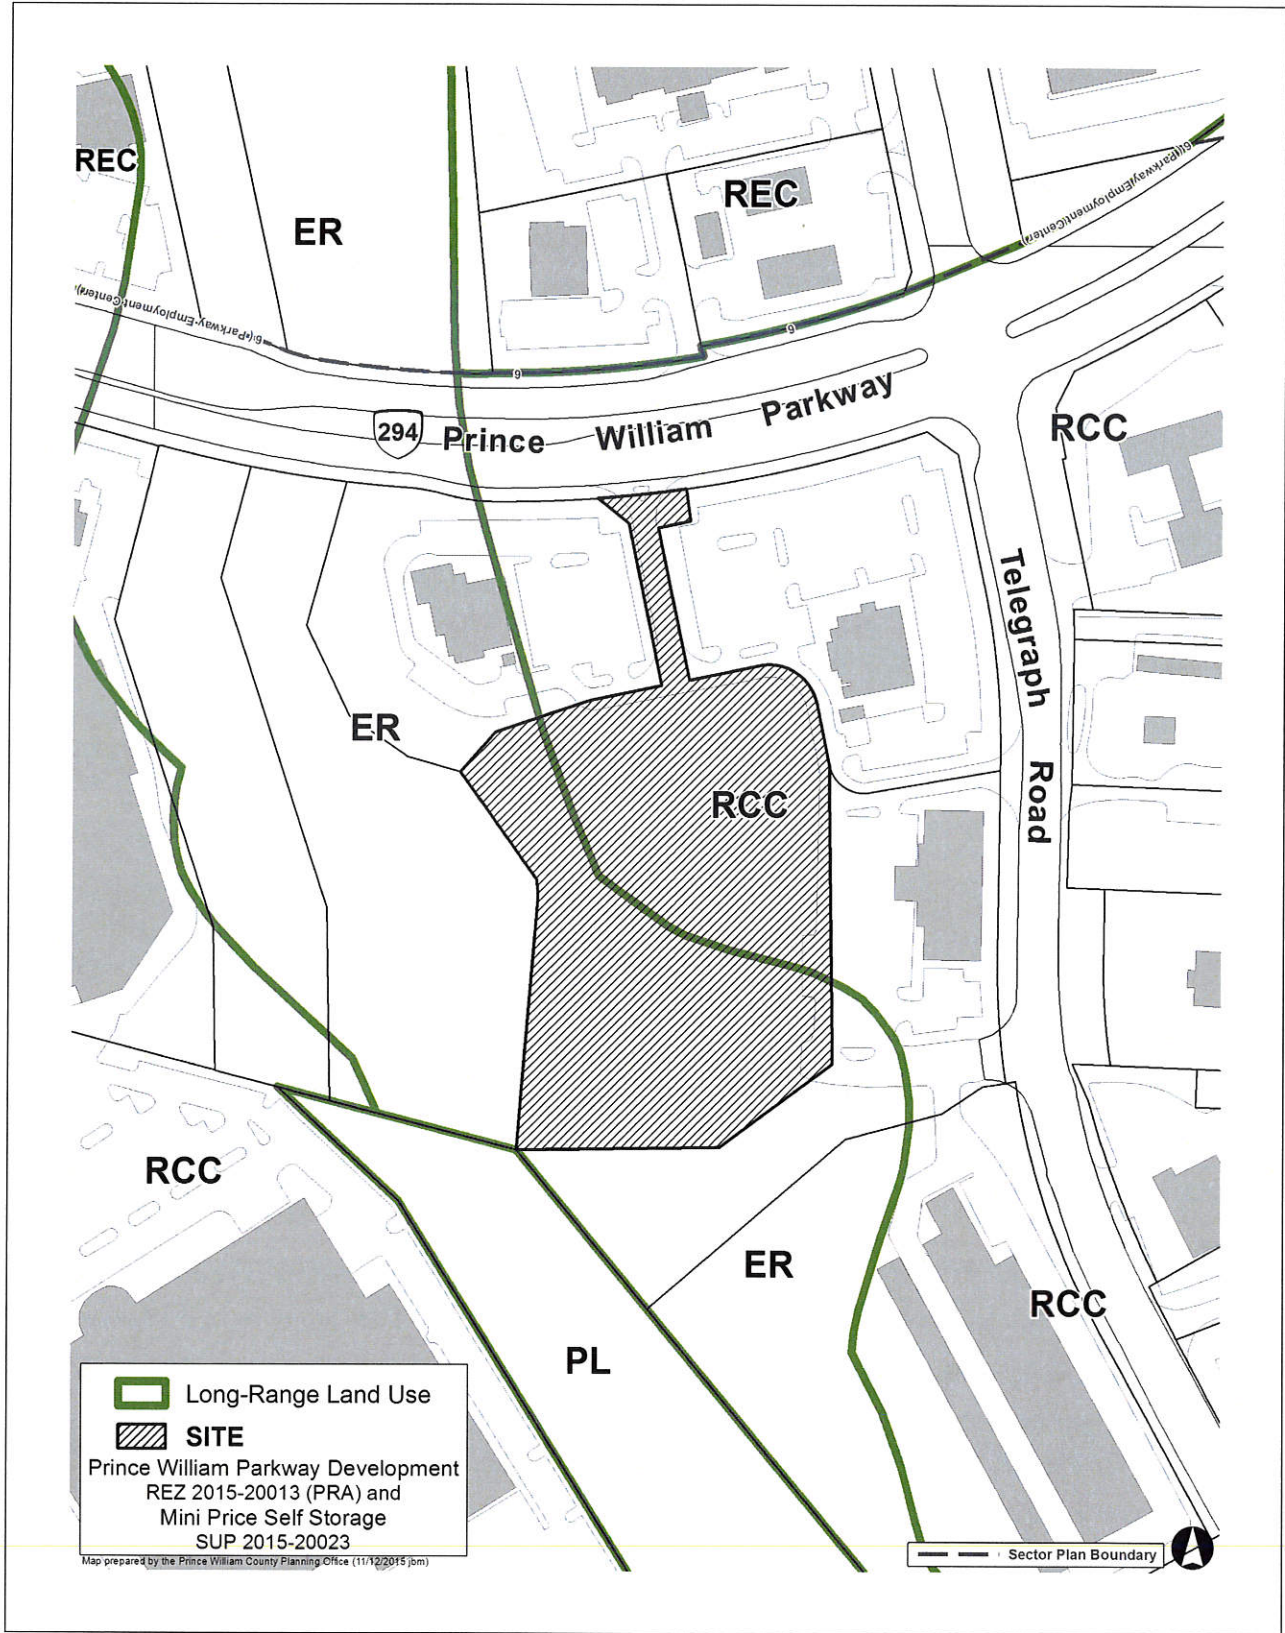 REC
ER
REC
6 (Parkway Employment Center)
6 (Parkway Employment Center)
6
6
294 Prince William Parkway
RCC
Telegraph Road
ER
RCC
RCC
ER
RCC
PL
Long-Range Land Use
SITE
Prince William Parkway Development
REZ 2015-20013 (PRA) and
Mini Price Self Storage
SUP 2015-20023
Map prepared by the Prince William County Planning Office (11/12/2015 jbm)
Sector Plan Boundary